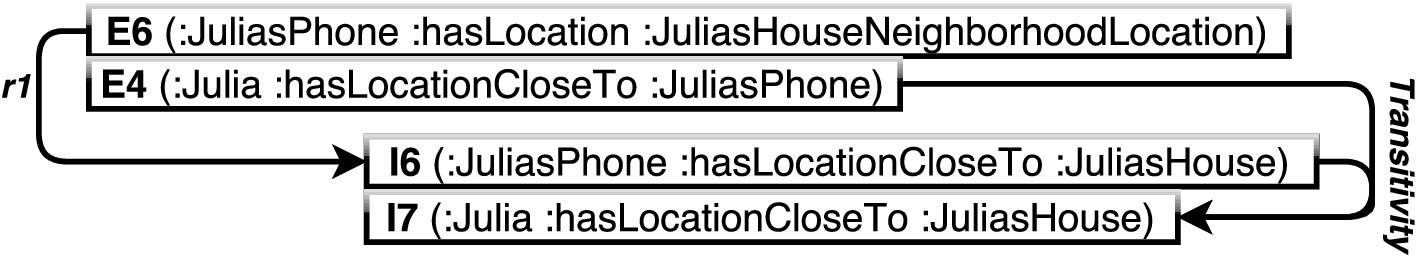 E6 (:JuliasPhone :hasLocation :JuliasHouseNeighborhoodLocation)
r1
E4 (:Julia :hasLocationCloseTo :JuliasPhone)
Transitivity
I6 (:JuliasPhone :hasLocationCloseTo :JuliasHouse)
I7 (:Julia :hasLocationCloseTo :JuliasHouse)